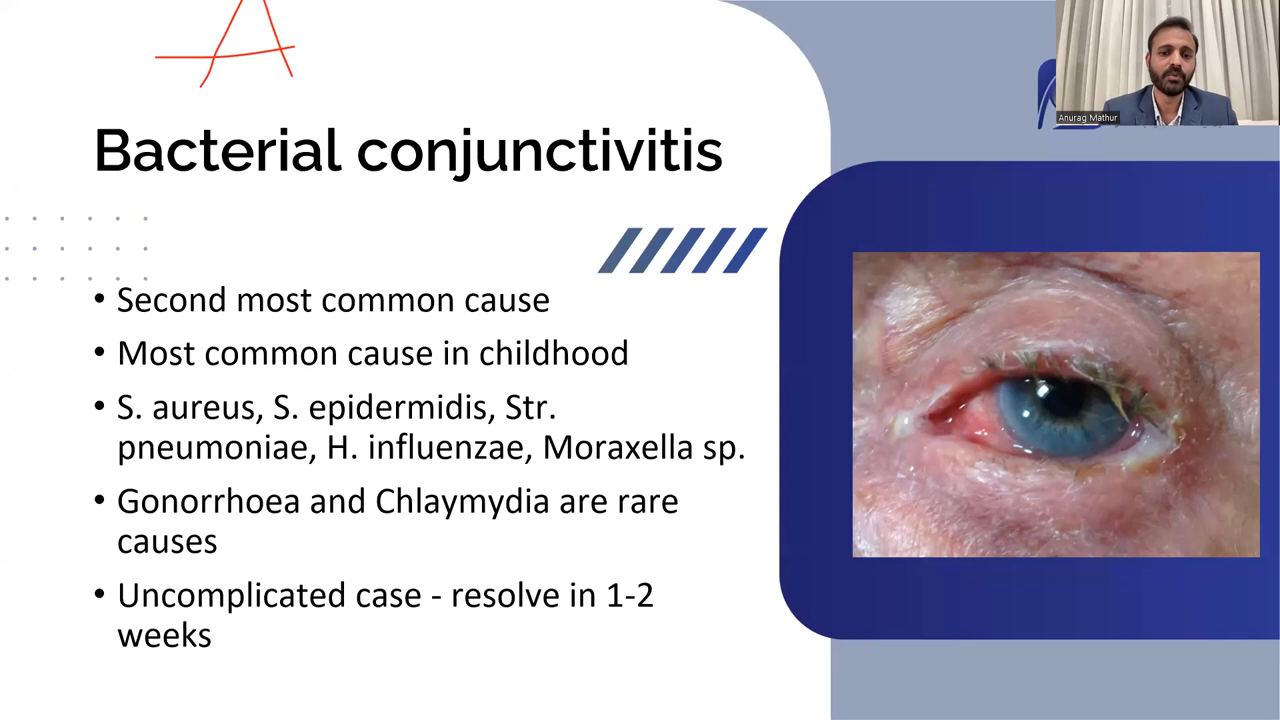 A
Anurag Mathur
Bacterial conjunctivitis
• Second most common cause
• Most common cause in childhood
• S. aureus, S. epidermidis, Str.
pneumoniae, H. influenzae, Moraxella sp.
• Gonorrhoea and Chlaymydia are rare
causes
• Uncomplicated case - resolve in 1-2
weeks